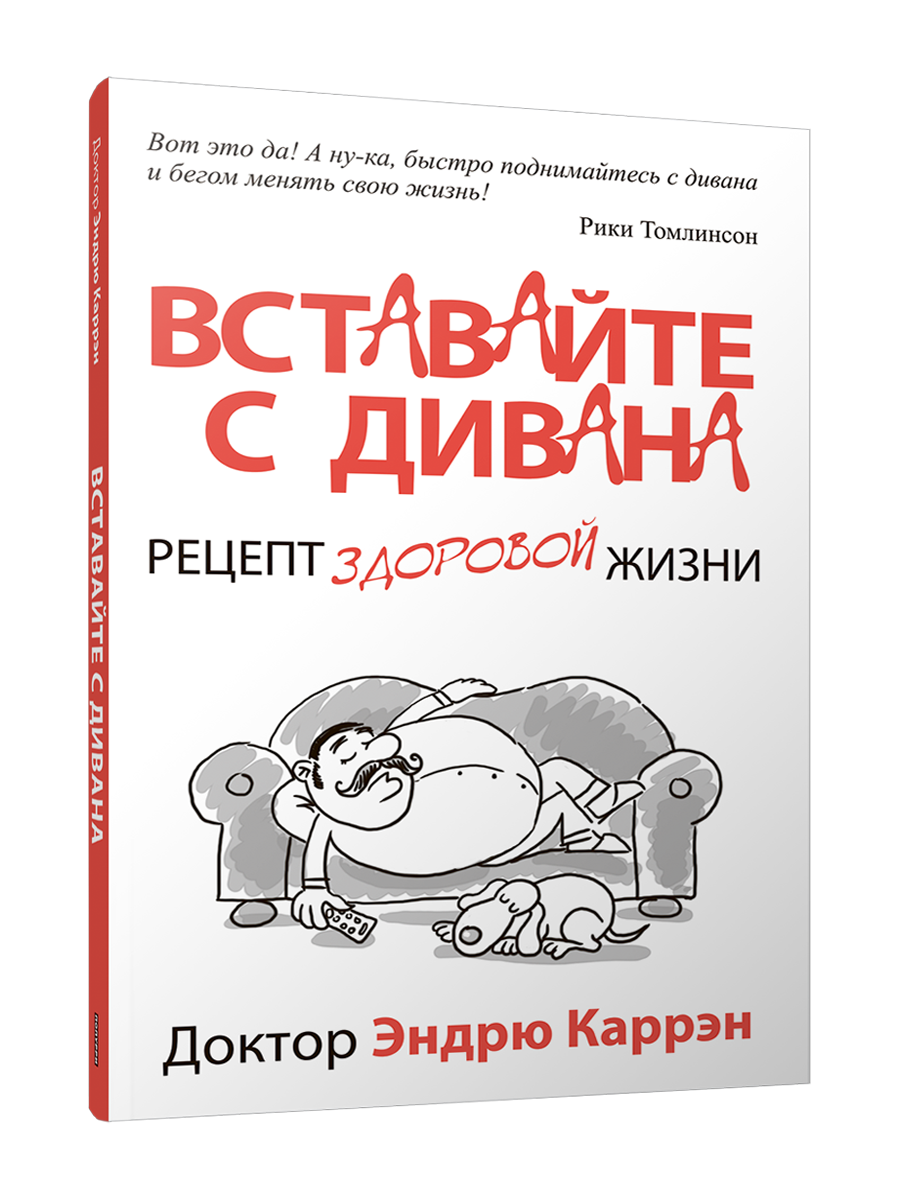 Вот это да! А ну-ка, быстро поднимайтесь с дивана
и бегом менять свою жизнь!
Рики Томлинсон
ВСТАВАЙТЕ
С ДИВАНА
РЕЦЕПТ ЗДОРОВОЙ ЖИЗНИ
Доктор Эндрю Каррэн
Доктор Эндрю Каррэн
ВСТАВАЙТЕ С ДИВАНА
попурри